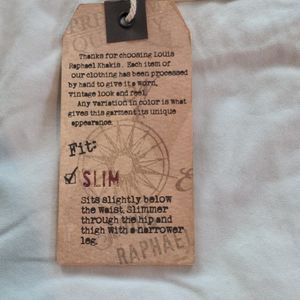 Thanks for choosing Louis
Raphael Khakis. Each item of
our clothing has been processed
by hand to give it a worn,
vintage look and feel.
Any variation in color is what
gives this garment its unique
appearance.
Fit:
SLIM
Sits slightly below
the waist. Slimmer
through the hip and
thigh with a narrower
leg.
RAPHAEL